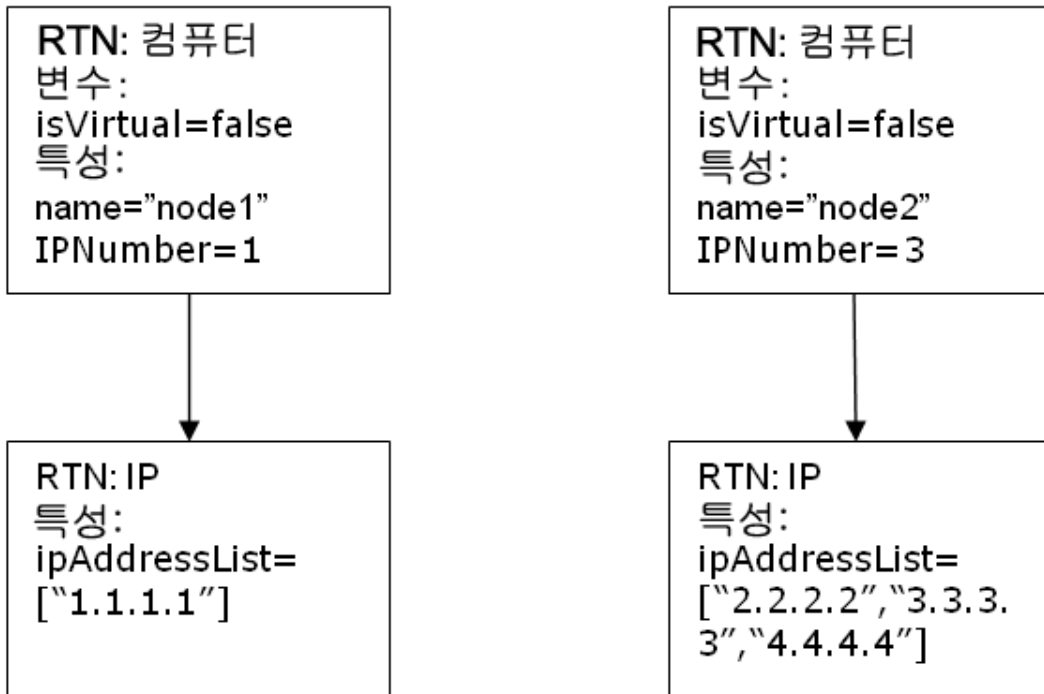 RTN: 컴퓨터
변수:
isVirtual=false
특성:
name=”node1”
IPNumber=1
RTN: 컴퓨터
변수:
isVirtual=false
특성:
name=”node2”
IPNumber=3
RTN: IP
특성:
ipAddressList=
[“1.1.1.1”]
RTN: IP
특성:
ipAddressList=
[“2.2.2.2”,“3.3.3.
3”,“4.4.4.4”]